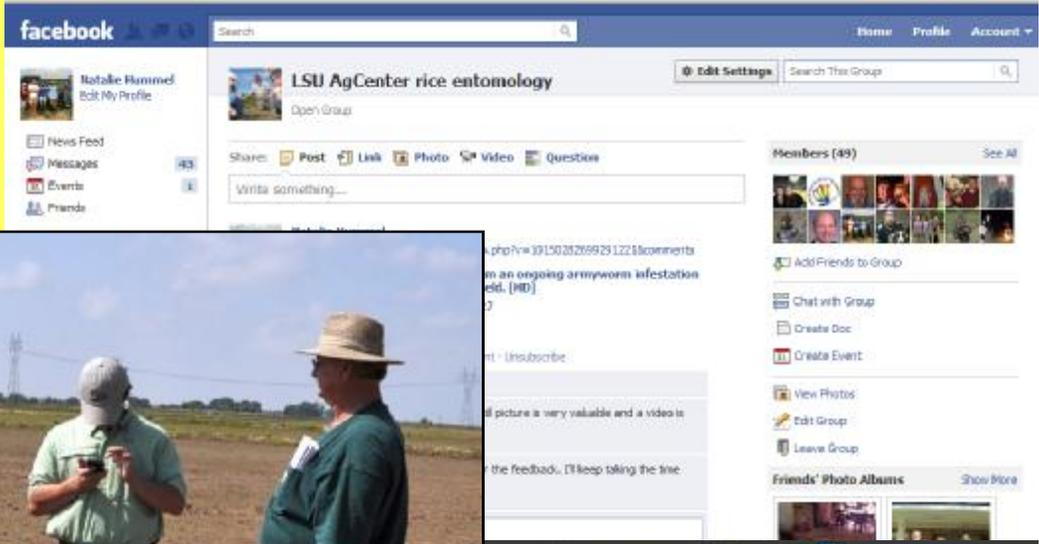 facebook
Search
Home Profile Account
Natalie Hummel
Edit My Profile
News Feed
Messages 43
Events 1
Friends
LSU AgCenter rice entomology
Open Group
Edit Settings
Search This Group
Share: Post Link Photo Video Question
Write something...
Natalie Hummel
m an ongoing armyworm infestation
eld. [HD]
nt · Unsubscribe
picture is very valuable and a video is
r the feedback. I'll keep taking the time
Members (49) See All
Add Friends to Group
Chat with Group
Create Doc
Create Event
View Photos
Edit Group
Leave Group
Friends' Photo Albums Show More